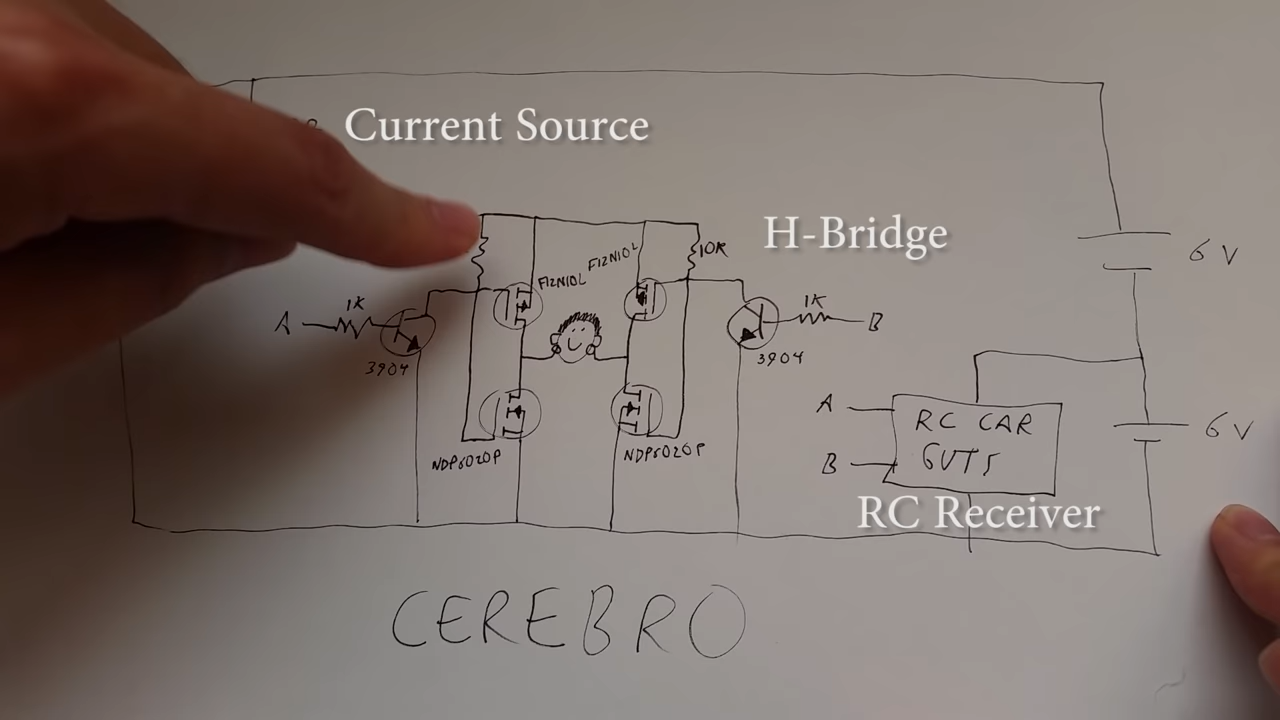 Current Source
H-Bridge
10K
F12N10L
F12N10L
6V
1K
1K
A
B
3904
3904
A
RC CAR
GUTS
6V
B
NDP6020P
NDP6020P
RC Receiver
CEREBRO